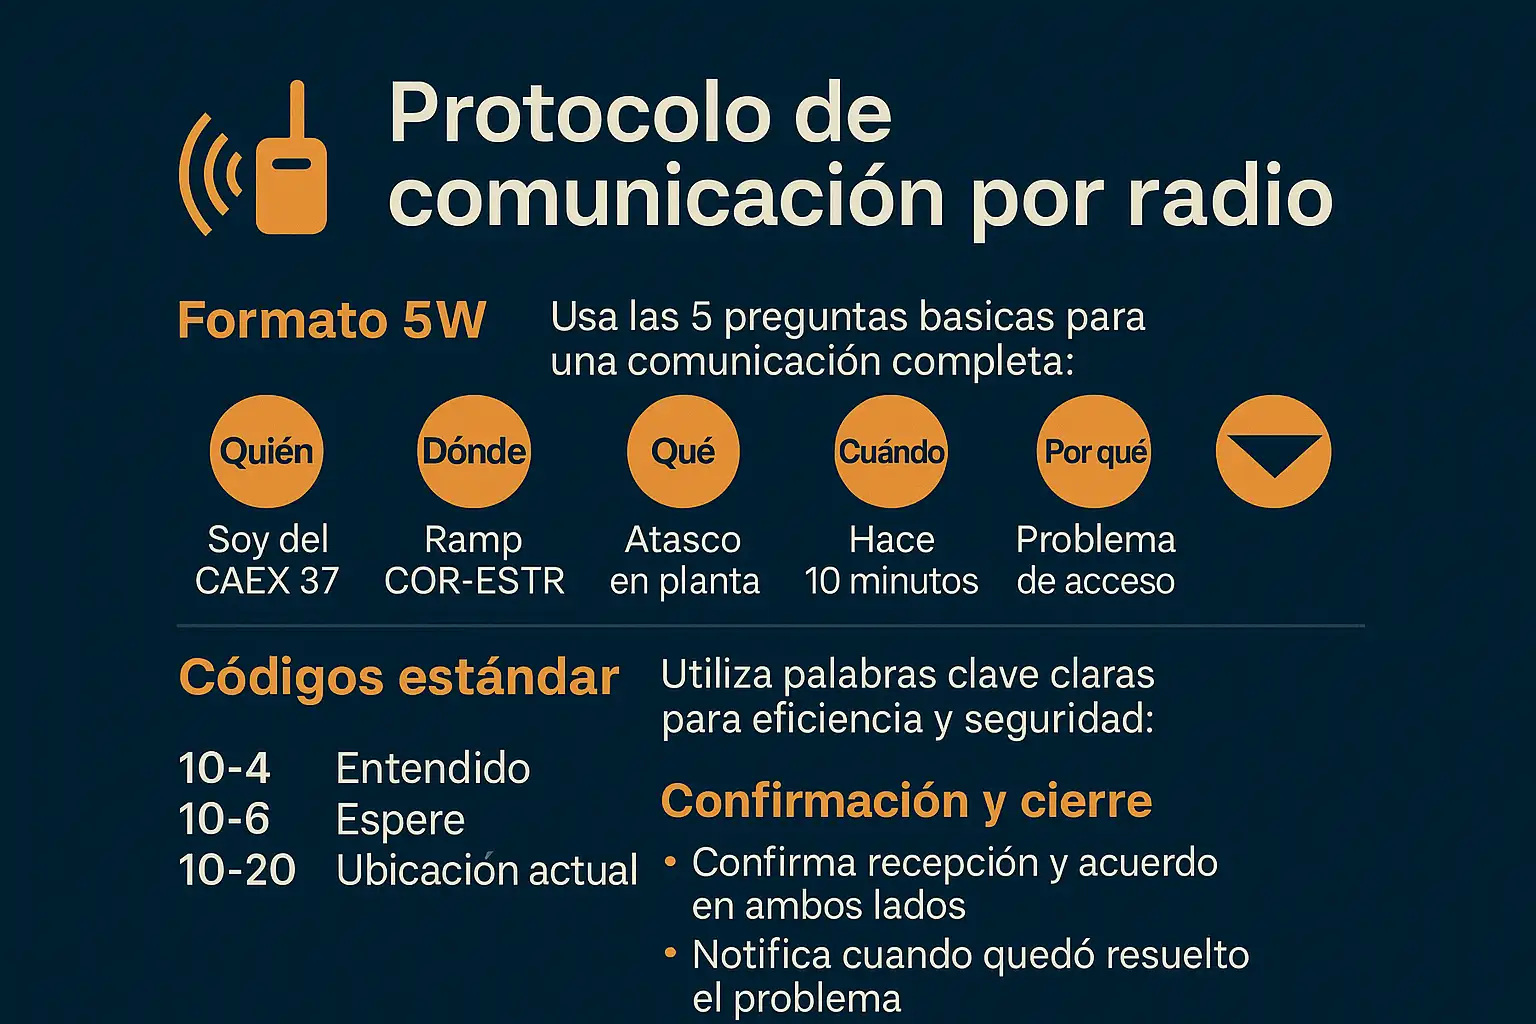 Protocolo de
comunicación por radio
Formato 5W
Usa las 5 preguntas basicas para
una comunicación completa:
Quién
Dónde
Qué
Cuándo
Por qué
Soy del
CAEX 37
Ramp
COR-ESTR
Atasco
en planta
Hace
10 minutos
Problema
de acceso
Códigos estándar
10-4 Entendido
10-6 Espere
10-20 Ubicación actual
Utiliza palabras clave claras
para eficiencia y seguridad:
Confirmación y cierre
• Confirma recepción y acuerdo
en ambos lados
• Notifica cuando quedó resuelto
el problema